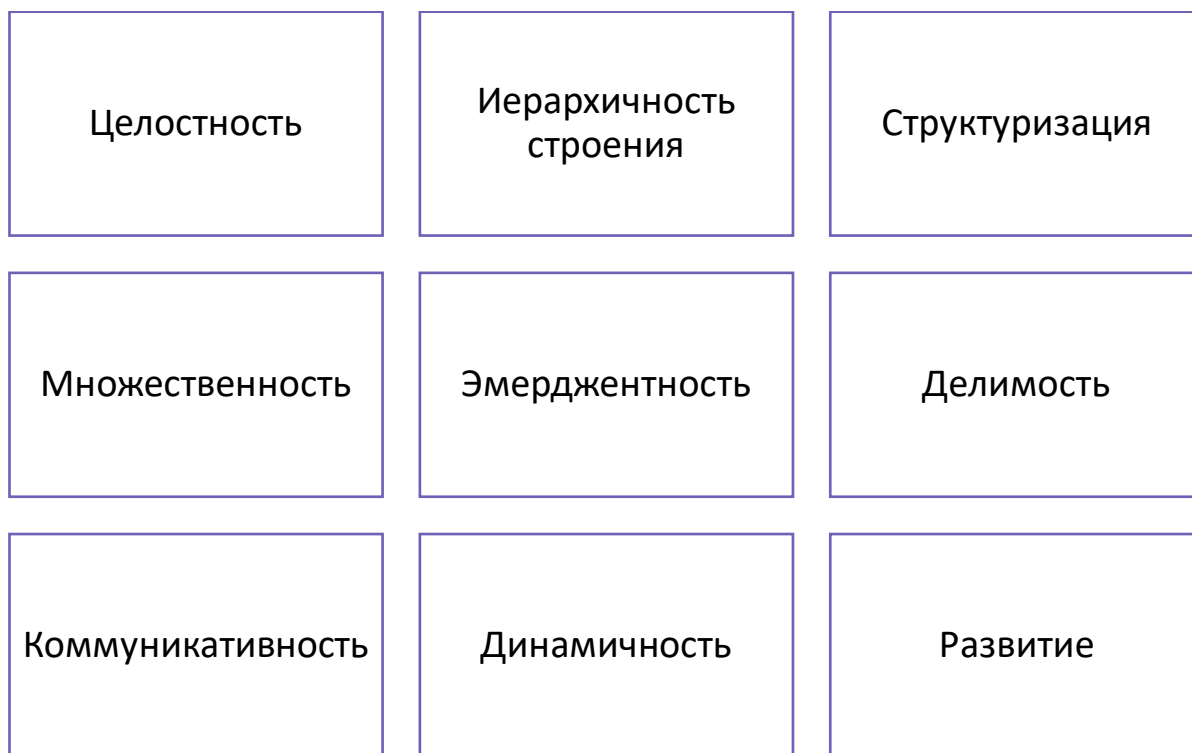 Целостность
Иерархичность
строения
Структуризация
Множественность
Эмерджентность
Делимость
Коммуникативность
Динамичность
Развитие